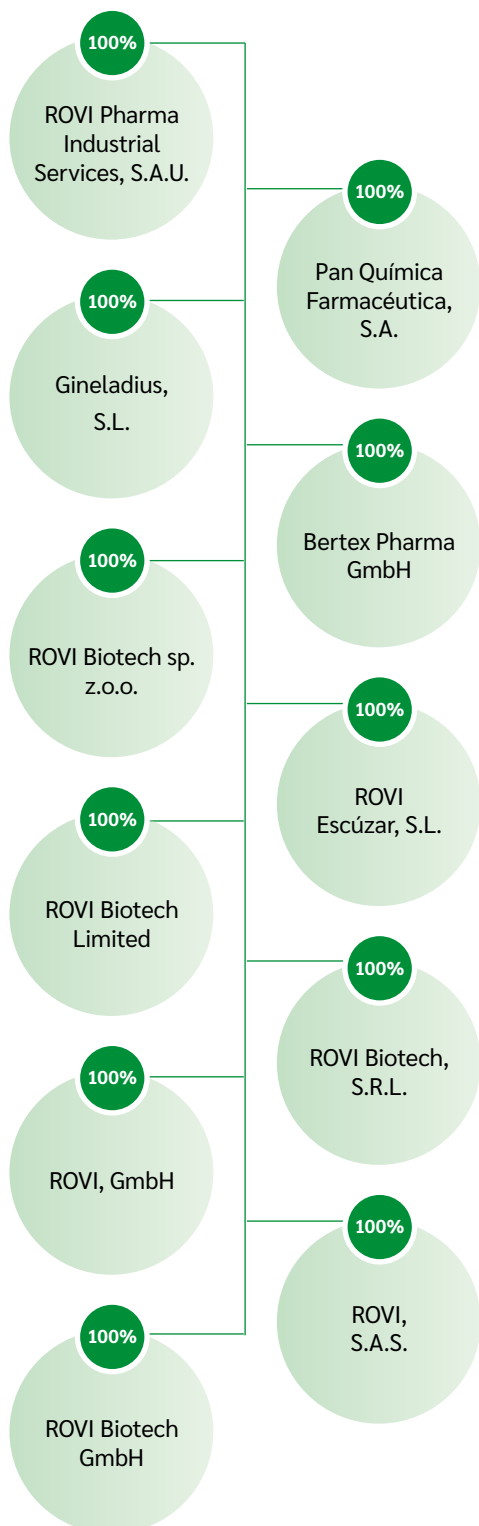 100%
ROVI Pharma
Industrial
Services, S.A.U.
100%
Pan Química
Farmacéutica,
S.A.
100%
Gineladius,
S.L.
100%
Bertex Pharma
GmbH
100%
ROVI Biotech sp.
z.o.o.
100%
ROVI
Escúzar, S.L.
100%
ROVI Biotech
Limited
100%
ROVI Biotech,
S.R.L.
100%
ROVI, GmbH
100%
ROVI,
S.A.S.
100%
ROVI Biotech
GmbH